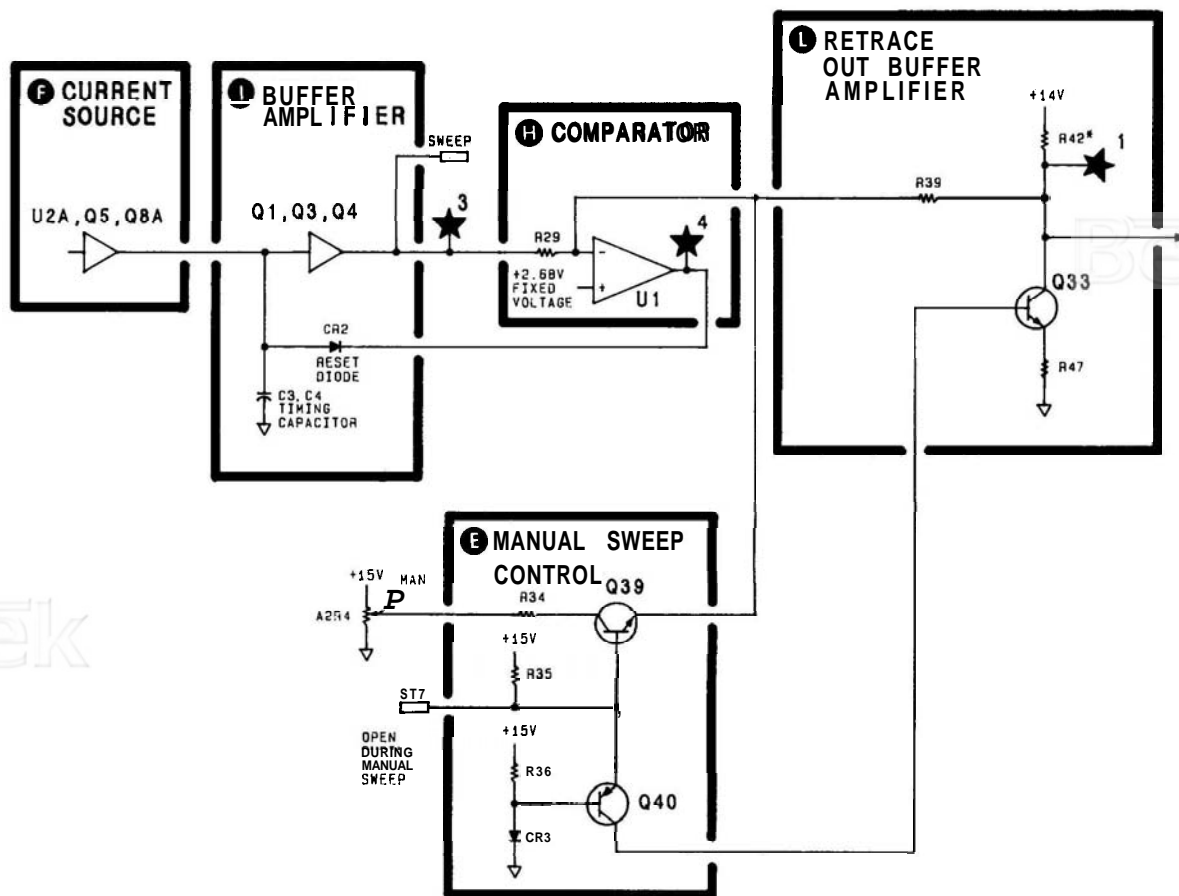 F CURRENT
SOURCE
U2A, Q5, Q8A
I BUFFER
AMPLIFIER
SWEEP
3
Q1, Q3, Q4
CR2
RESET
DIODE
C3, C4
TIMING
CAPACITOR
H COMPARATOR
4
R29
-
+2.68V
FIXED
VOLTAGE
+
U1
L RETRACE
OUT BUFFER
AMPLIFIER
+14V
R42*
1
R39
Q33
R47
E MANUAL SWEEP
CONTROL
+15V
MAN
P
A2R4
R34
Q39
+15V
R35
ST7
OPEN
DURING
MANUAL
SWEEP
+15V
R36
Q40
CR3
Bēk
ēk